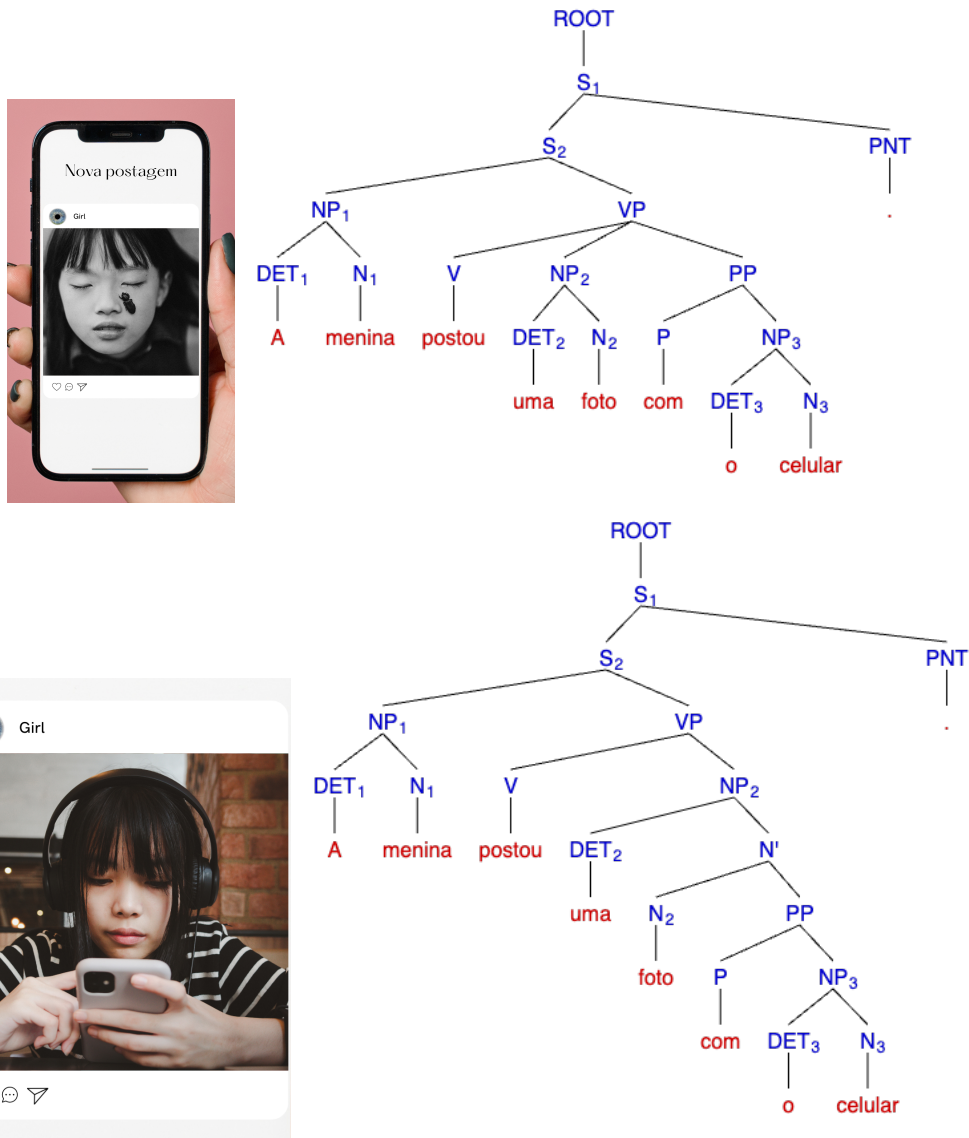 ROOT
S1
S2 PNT
Nova postagem
.
NP1 VP
Girl
DET1 N1 V NP2 PP
A menina postou DET2 N2 P NP3
uma foto com DET3 N3
o celular
ROOT
S1
S2 PNT
.
NP1 VP
Girl
DET1 N1 V NP2
A menina postou DET2 N'
uma N2 PP
foto P NP3
com DET3 N3
o celular